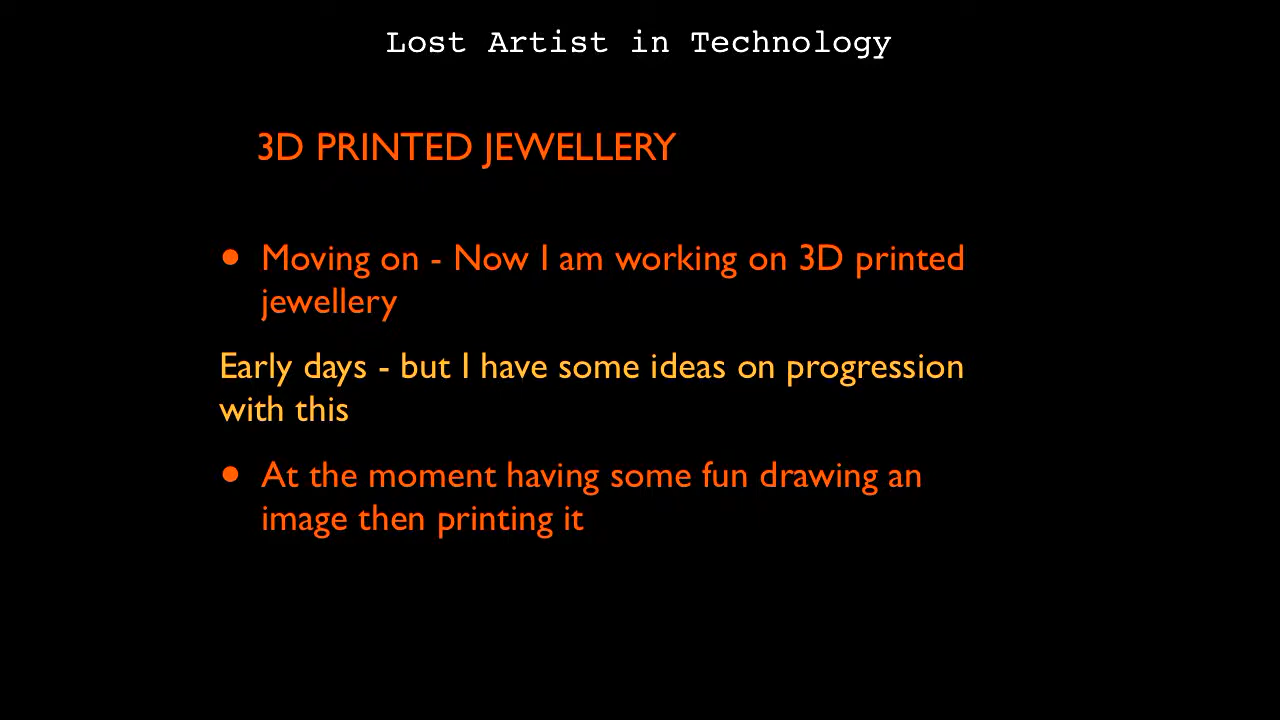 Lost Artist in Technology
3D PRINTED JEWELLERY
• Moving on - Now I am working on 3D printed
jewellery
Early days - but I have some ideas on progression
with this
• At the moment having some fun drawing an
image then printing it